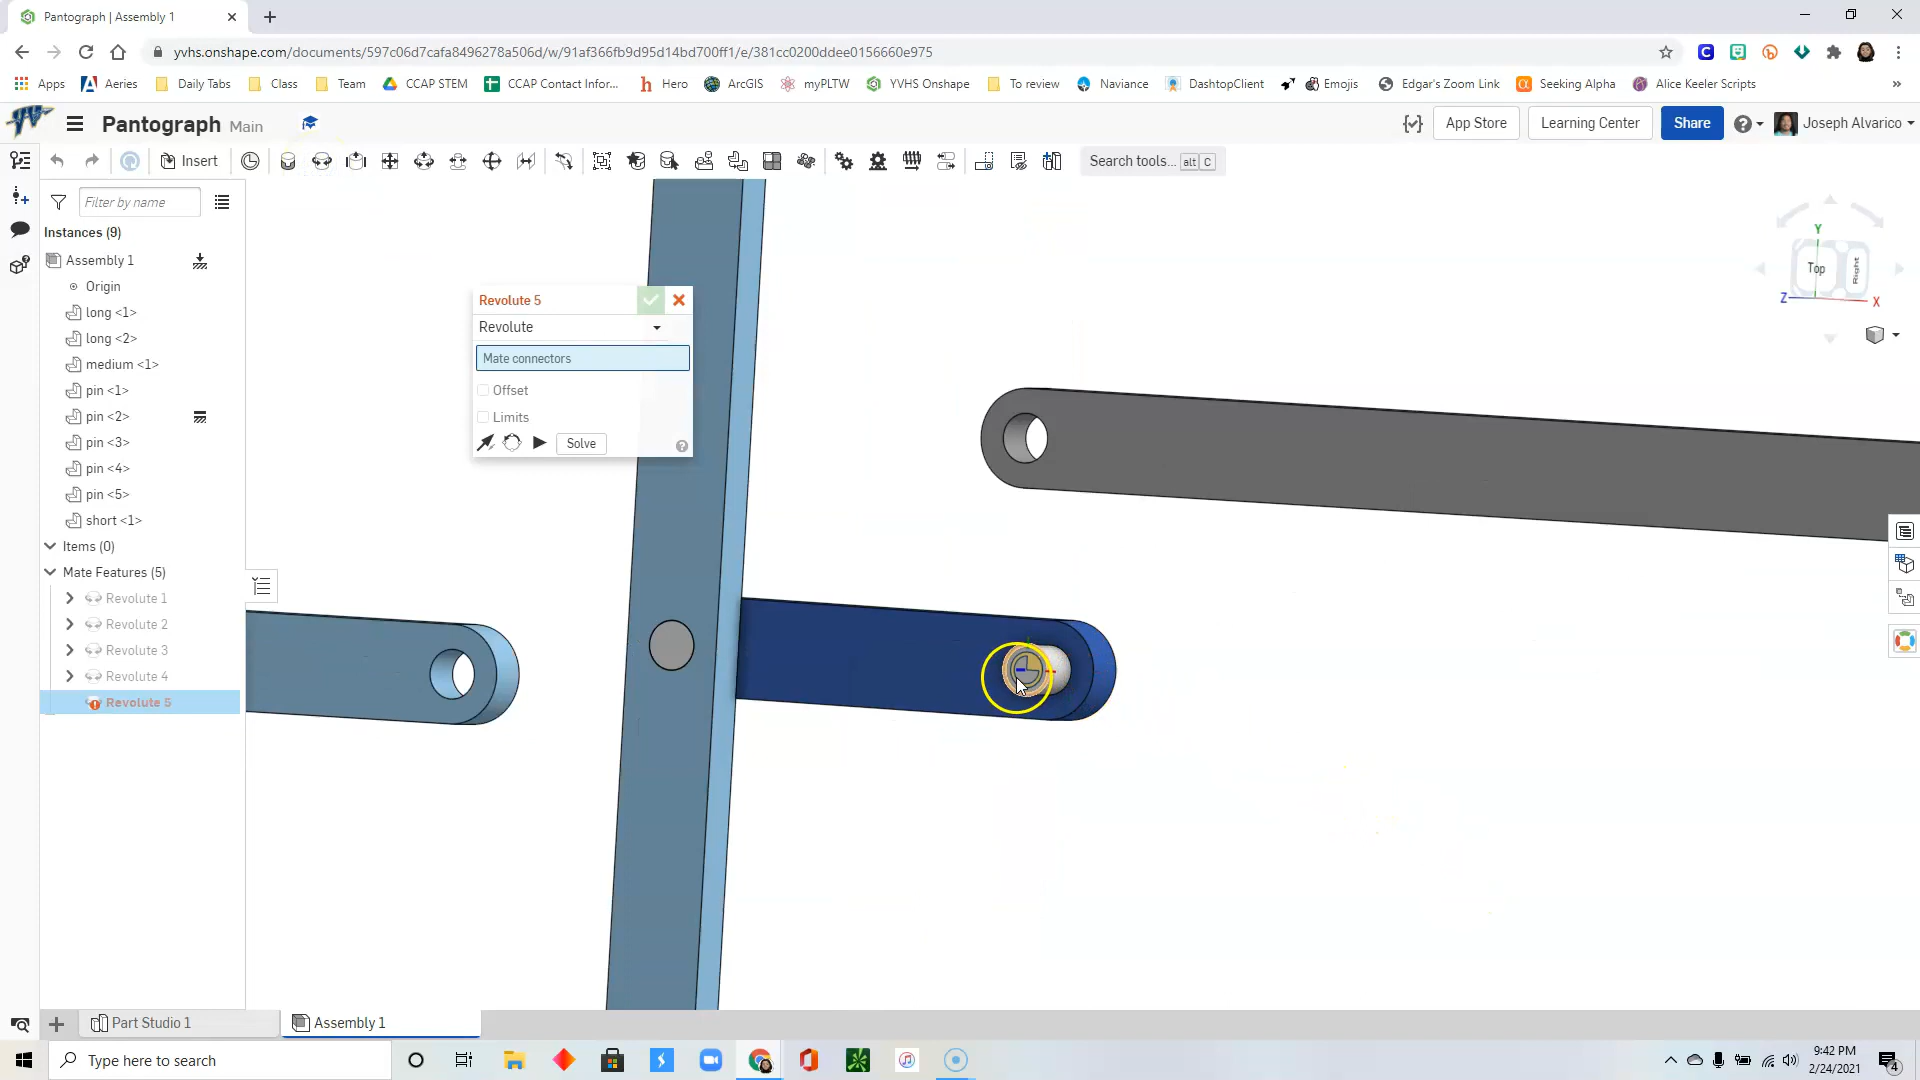 Pantograph | Assembly 1
yvhs.onshape.com/documents/597c06d7cafa8496278a506d/w/91af366fb9d95d14bd700ff1/e/381cc0200ddee0156660e975
Apps Aeries Daily Tabs Class Team CCAP STEM CCAP Contact Infor... Hero ArcGIS myPLTW YVHS Onshape To review Naviance DashtopClient Emojis Edgar's Zoom Link Seeking Alpha Alice Keeler Scripts »
Pantograph Main App Store Learning Center Share Joseph Alvarico
Insert Search tools... alt C
Filter by name
Instances (9)
Assembly 1
Origin
long <1>
long <2>
medium <1>
pin <1>
pin <2>
pin <3>
pin <4>
pin <5>
short <1>
Items (0)
Mate Features (5)
Revolute 1
Revolute 2
Revolute 3
Revolute 4
Revolute 5
Revolute 5
Revolute
Mate connectors
Offset
Limits
Solve
Y
Top
Right
Z
X
Part Studio 1 Assembly 1
Type here to search
9:42 PM
2/24/2021
4